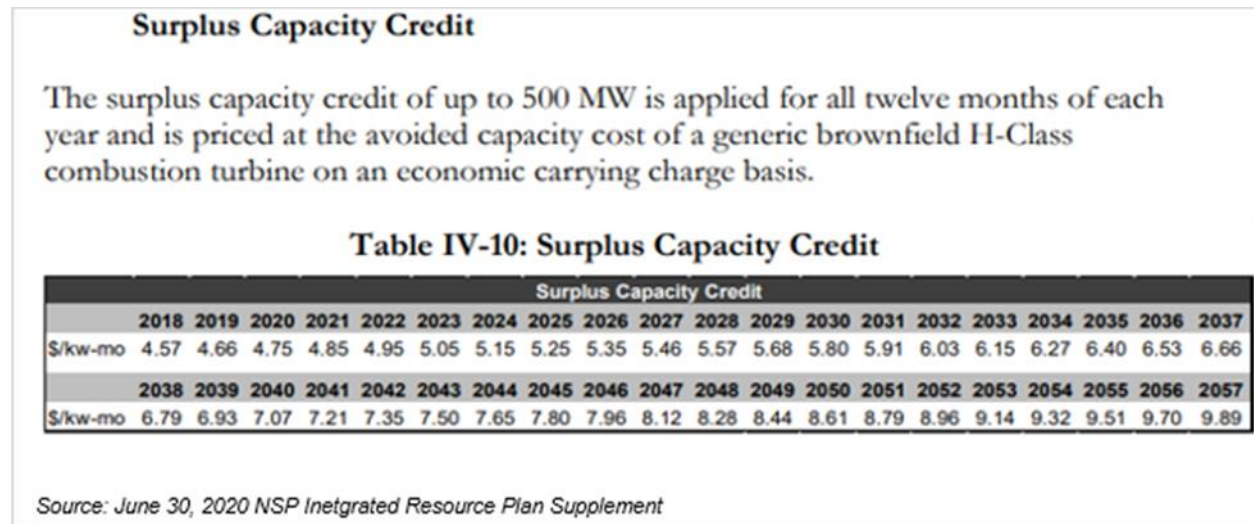 Surplus Capacity Credit
The surplus capacity credit of up to 500 MW is applied for all twelve months of each
year and is priced at the avoided capacity cost of a generic brownfield H-Class
combustion turbine on an economic carrying charge basis.
Table IV-10: Surplus Capacity Credit
Surplus Capacity Credit
2018 2019 2020 2021 2022 2023 2024 2025 2026 2027 2028 2029 2030 2031 2032 2033 2034 2035 2036 2037
$/kw-mo 4.57 4.66 4.75 4.85 4.95 5.05 5.15 5.25 5.35 5.46 5.57 5.68 5.80 5.91 6.03 6.15 6.27 6.40 6.53 6.66
2038 2039 2040 2041 2042 2043 2044 2045 2046 2047 2048 2049 2050 2051 2052 2053 2054 2055 2056 2057
$/kw-mo 6.79 6.93 7.07 7.21 7.35 7.50 7.65 7.80 7.96 8.12 8.28 8.44 8.61 8.79 8.96 9.14 9.32 9.51 9.70 9.89
Source: June 30, 2020 NSP Inetgrated Resource Plan Supplement